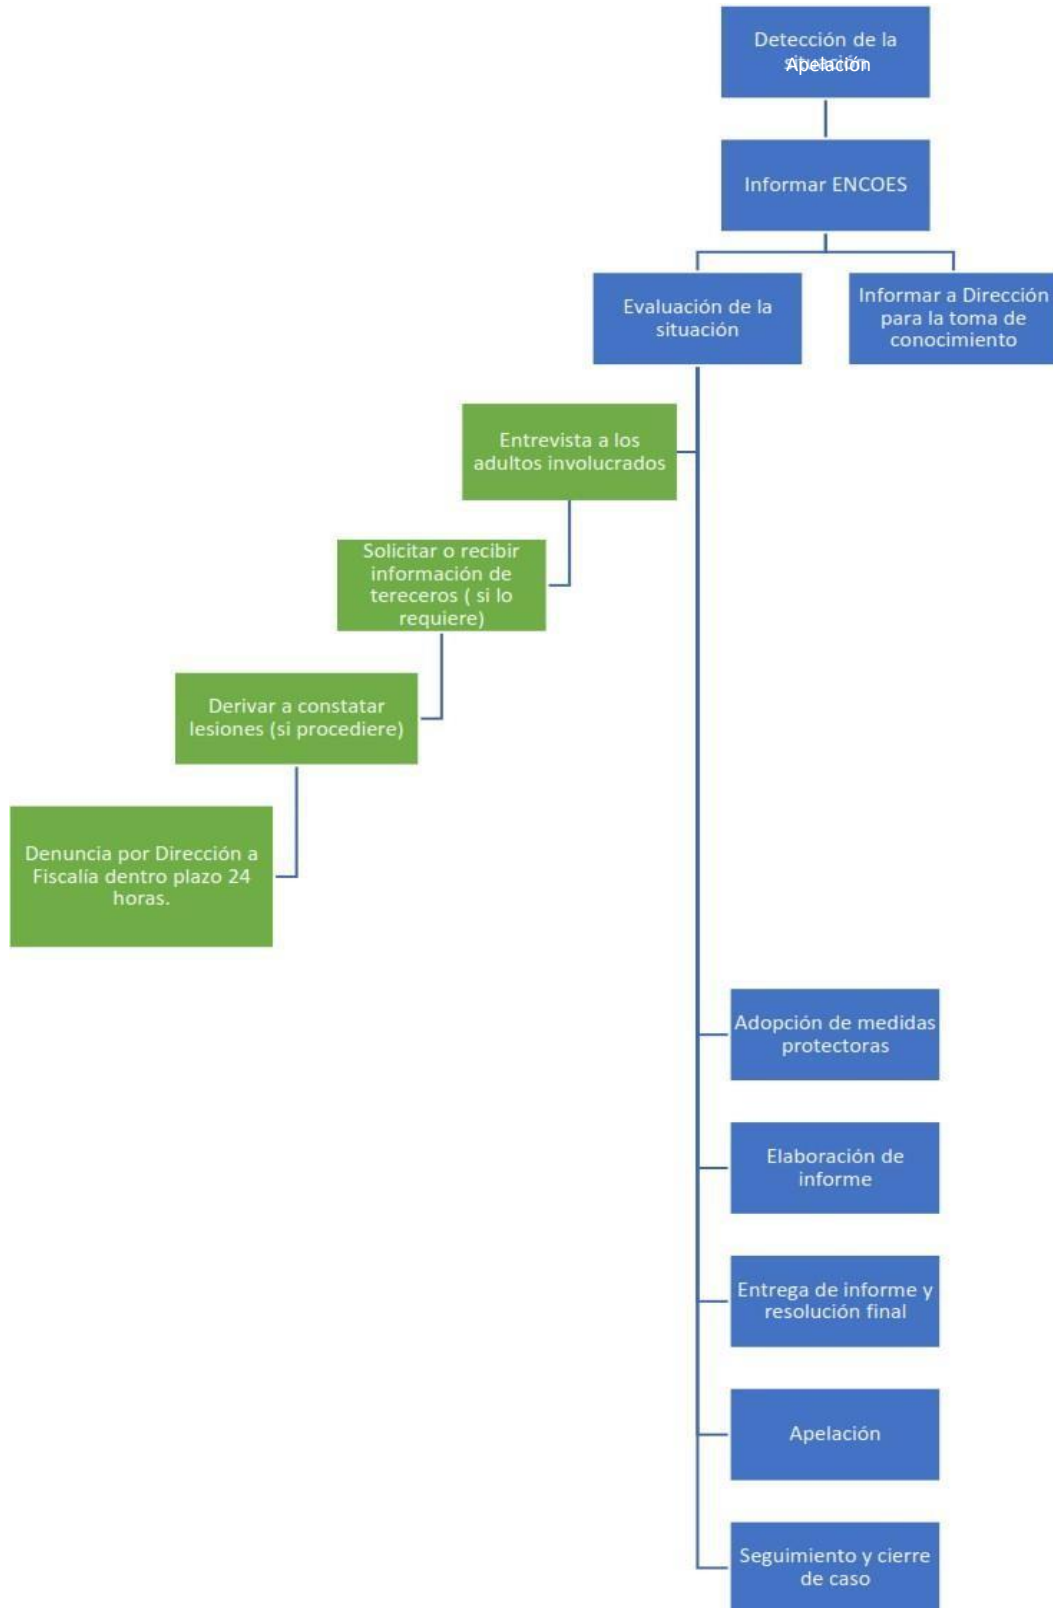 Detección de la
situación
Apelación
Informar ENCOES
Evaluación de la
situación
Informar a Dirección
para la toma de
conocimiento
Entrevista a los
adultos involucrados
Solicitar o recibir
información de
tereceros ( si lo
requiere)
Derivar a constatar
lesiones (si procediere)
Denuncia por Dirección a
Fiscalía dentro plazo 24
horas.
Adopción de medidas
protectoras
Elaboración de
informe
Entrega de informe y
resolución final
Apelación
Seguimiento y cierre
de caso